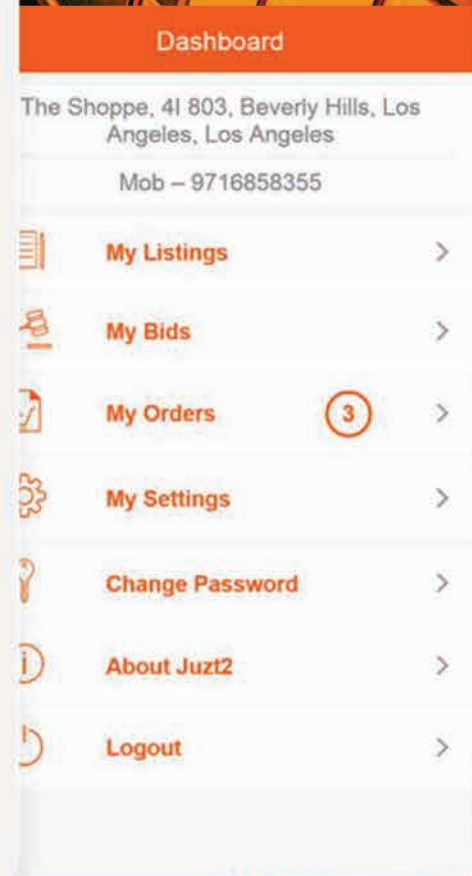 Dashboard
The Shoppe, 4I 803, Beverly Hills, Los
Angeles, Los Angeles
Mob – 9716858355
My Listings
My Bids
My Orders 3
My Settings
Change Password
About Juzt2
Logout